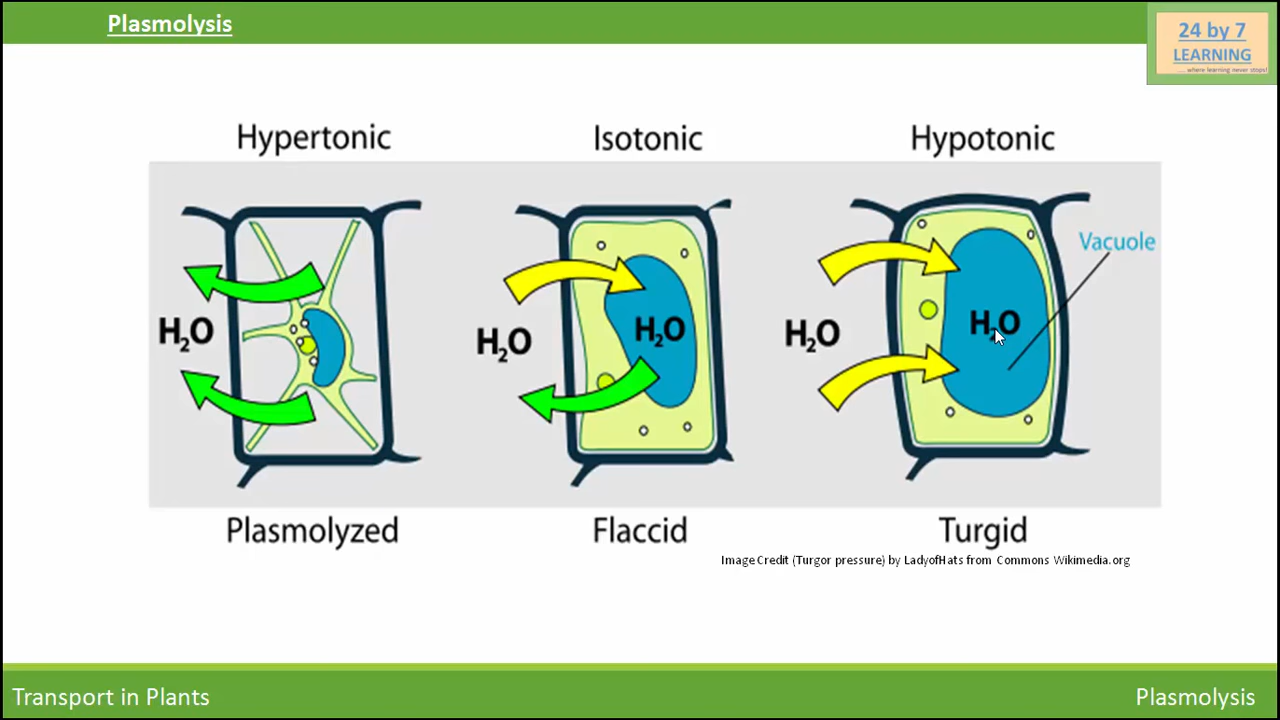 Plasmolysis
24 by 7
LEARNING
.....where learning never stops!
Hypertonic
Isotonic
Hypotonic
Vacuole
H₂O
H₂O
H₂O
H₂O
H₂O
Plasmolyzed
Flaccid
Turgid
Image Credit (Turgor pressure) by LadyofHats from Commons Wikimedia.org
Transport in Plants
Plasmolysis